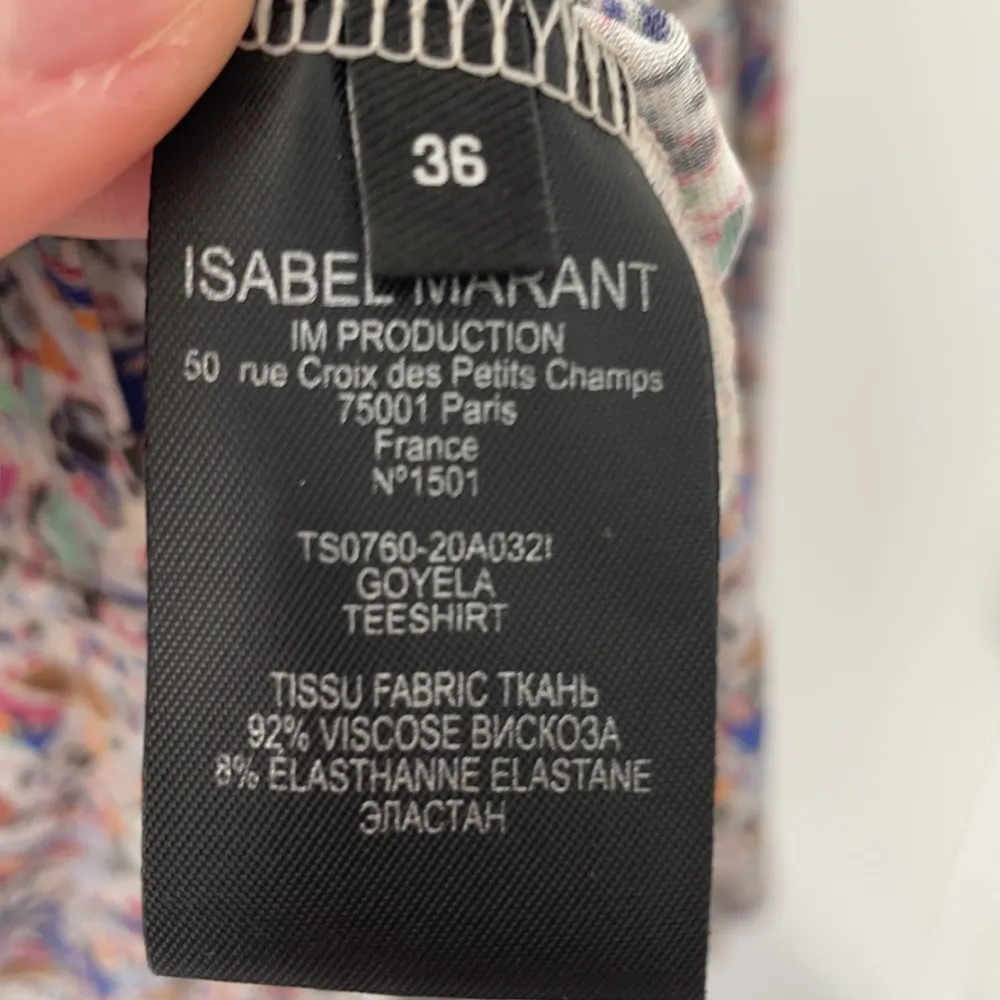 36
ISABEL MARANT
IM PRODUCTION
50 rue Croix des Petits Champs
75001 Paris
France
Nº1501
TS0760-20A032I
GOYELA
TEESHIRT
TISSU FABRIC ТКАНЬ
92% VISCOSE ВИСКОЗА
8% ELASTHANNE ELASTANE
ЭЛАСТАН